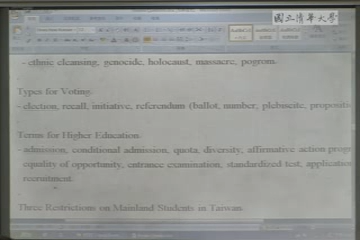 國立清華大學
- ethnic cleansing, genocide, holocaust, massacre, pogrom.
Types for Voting:
- election, recall, initiative, referendum (ballot, number, plebiscite, propositi
Terms for Higher Education
- admission, conditional admission, quota, diversity, affirmative action prog
equality of opportunity, entrance examination, standardized test, application
recruitment.
-
Three Restrictions on Mainland Students in Taiwan